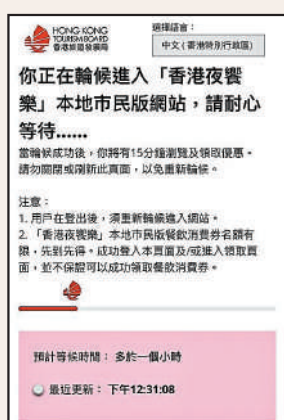 HONG KONG
TOURISM BOARD
香港旅遊發展局
選擇語言：
中文 ( 香港特別行政區)
你正在輪候進入「香港夜饗
樂」本地市民版網站，請耐心
等待......
當輪候成功後，你將有15分鐘瀏覽及領取優惠。
請勿關閉或刷新此頁面，以免重新輪候。
注意：
1. 用戶在登出後，須重新輪候進入網站。
2. 「香港夜饗樂」本地市民版餐飲消費券名額有
限，先到先得。成功登入本頁面及/或進入領取頁
面，並不保證可以成功領取餐飲消費券。
預計等候時間： 多於一個小時
最近更新： 下午12:31:08